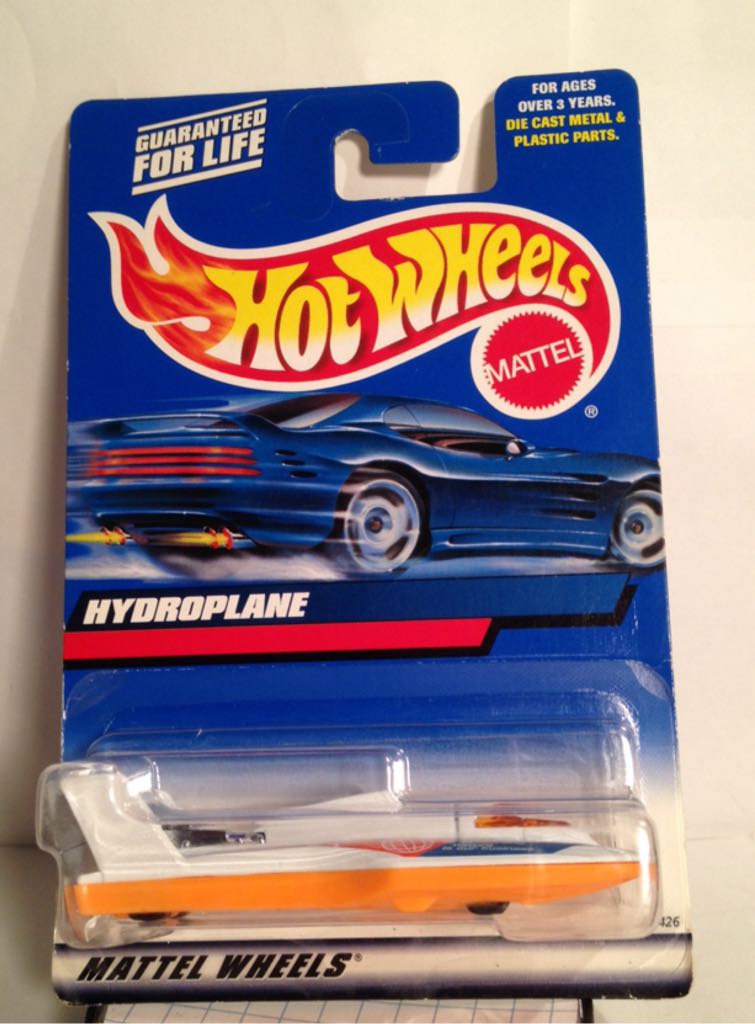 GUARANTEED
FOR LIFE
FOR AGES
OVER 3 YEARS.
DIE CAST METAL &
PLASTIC PARTS.
HOT WHEELS
MATTEL
®
HYDROPLANE
426
MATTEL WHEELS®